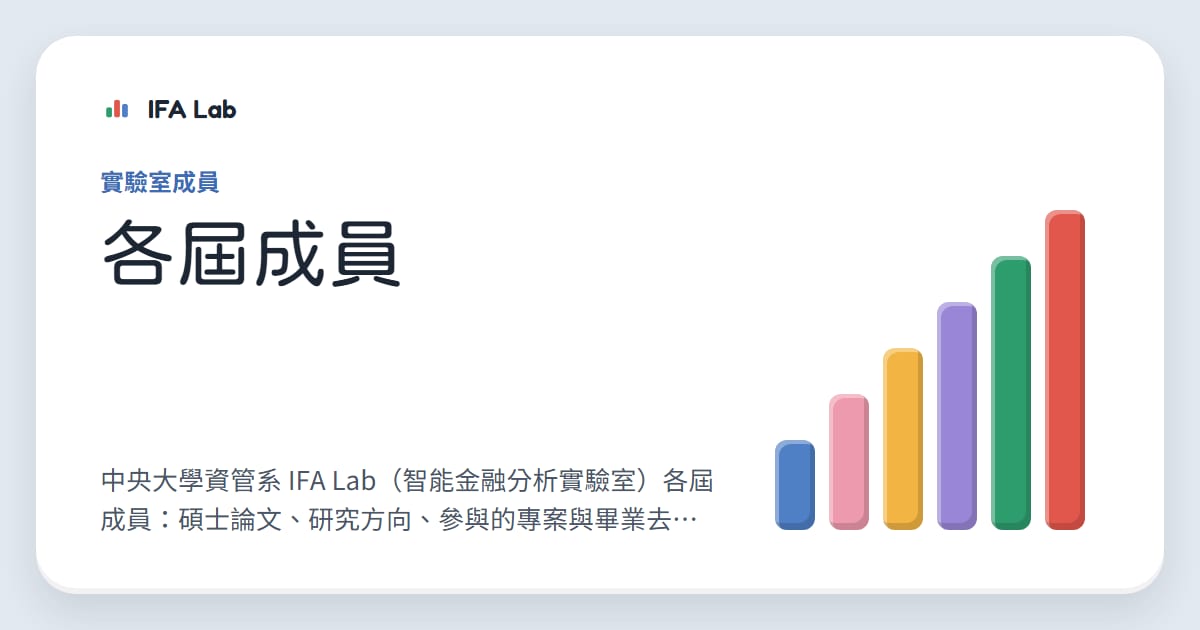 IFA Lab
實驗室成員
各屆成員
中央大學資管系 IFA Lab（智能金融分析實驗室）各屆
成員：碩士論文、研究方向、參與的專案與畢業去…